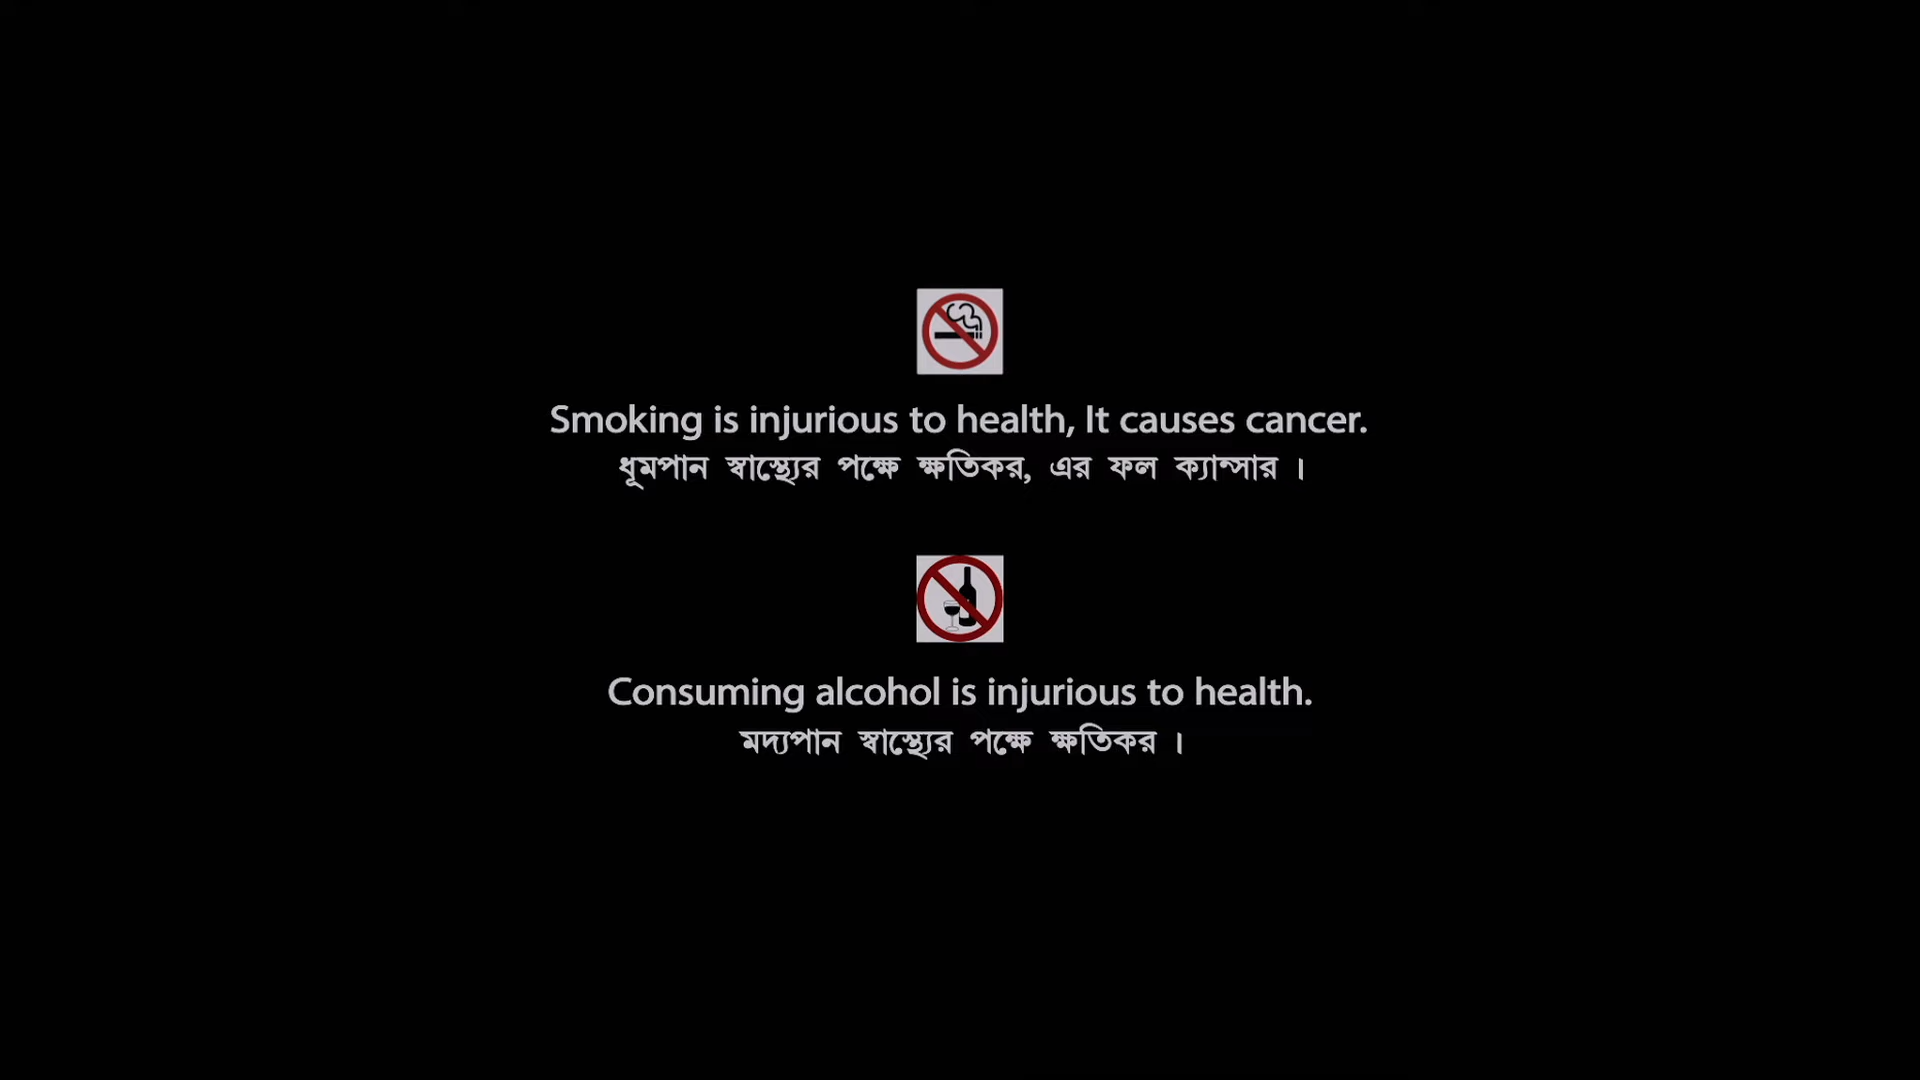 Smoking is injurious to health, It causes cancer.
ধূমপান স্বাস্থ্যের পক্ষে ক্ষতিকর, এর ফল ক্যান্সার ।
Consuming alcohol is injurious to health.
মদ্যপান স্বাস্থ্যের পক্ষে ক্ষতিকর ।